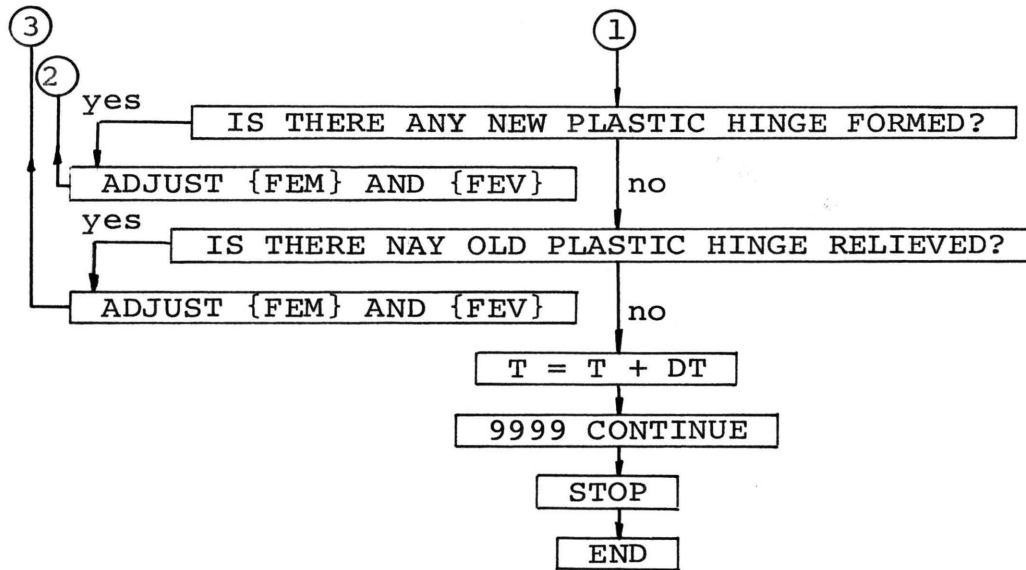 3
1
2
yes
IS THERE ANY NEW PLASTIC HINGE FORMED?
ADJUST {FEM} AND {FEV}
no
yes
IS THERE NAY OLD PLASTIC HINGE RELIEVED?
ADJUST {FEM} AND {FEV}
no
T = T + DT
9999 CONTINUE
STOP
END